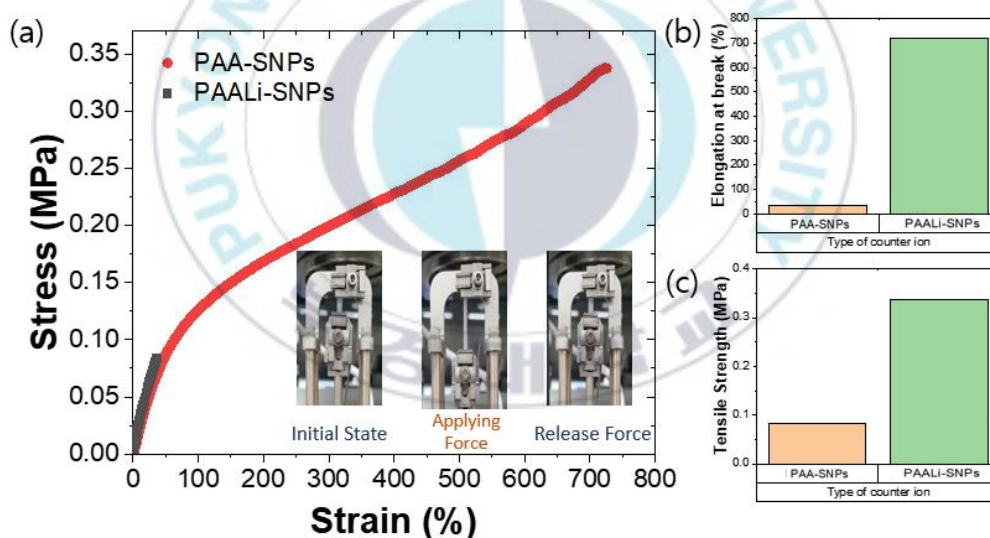 (a)
PAA-SNPs
PAALi-SNPs
Stress (MPa)
0.35
0.30
0.25
0.20
0.15
0.10
0.05
0.00
0 100 200 300 400 500 600 700 800
Strain (%)
Initial State
Applying
Force
Release Force
(b)
Elongation at break (%)
800
700
600
500
400
300
200
100
0
PAA-SNPs PAALi-SNPs
Type of counter ion
(c)
Tensile Strength (MPa)
0.4
0.3
0.2
0.1
0.0
PAA-SNPs PAALi-SNPs
Type of counter ion